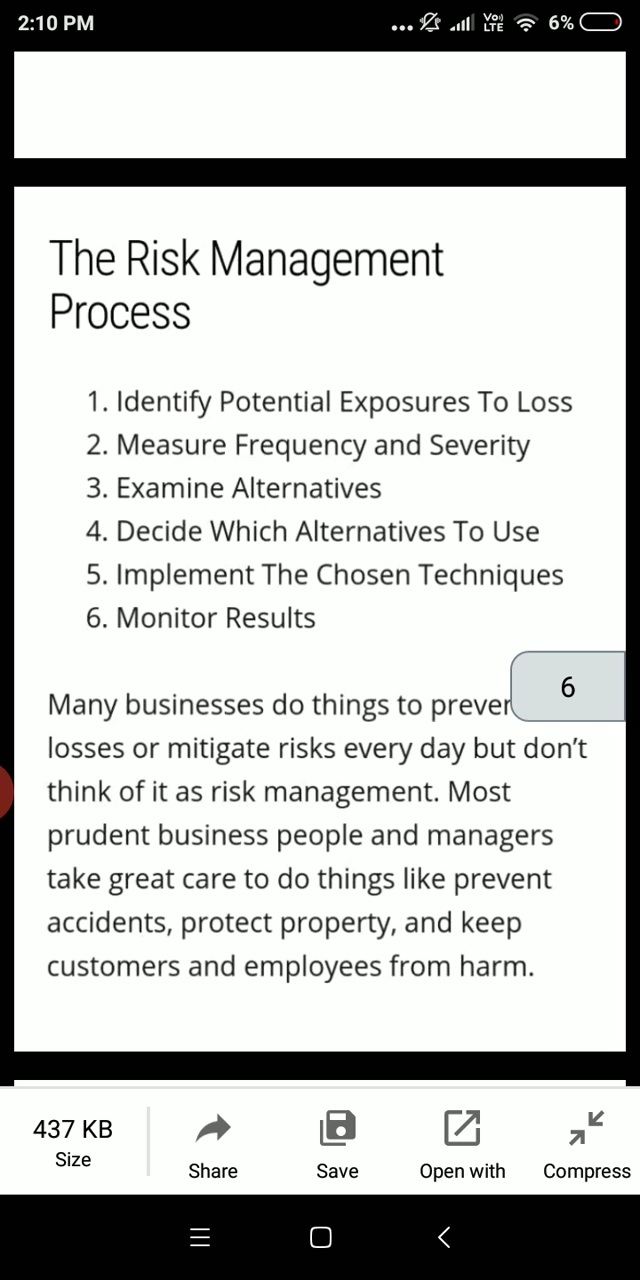 2:10 PM
... Vo) LTE 6%
The Risk Management
Process
1. Identify Potential Exposures To Loss
2. Measure Frequency and Severity
3. Examine Alternatives
4. Decide Which Alternatives To Use
5. Implement The Chosen Techniques
6. Monitor Results
6
Many businesses do things to preven
losses or mitigate risks every day but don’t
think of it as risk management. Most
prudent business people and managers
take great care to do things like prevent
accidents, protect property, and keep
customers and employees from harm.
437 KB
Size
Share
Save
Open with
Compress